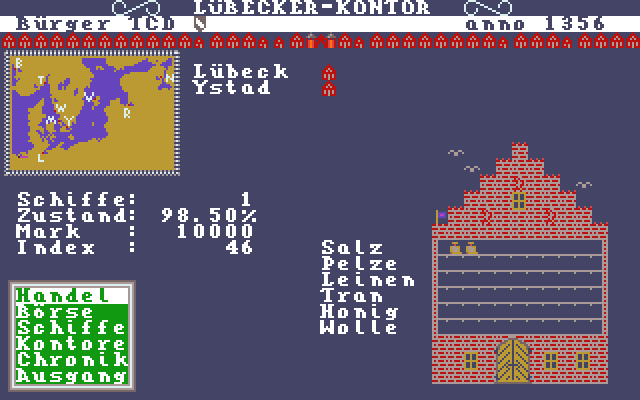 LÜBECKER-KONTOR
Bürger TCD anno 1356
B
T
N
V
W
R
M Y
L
Lübeck
Ystad
Schiffe: 1
Zustand: 98.50%
Mark : 10000
Index : 46
Salz
Pelze
Leinen
Tran
Honig
Wolle
Handel
Börse
Schiffe
Kontore
Chronik
Ausgang